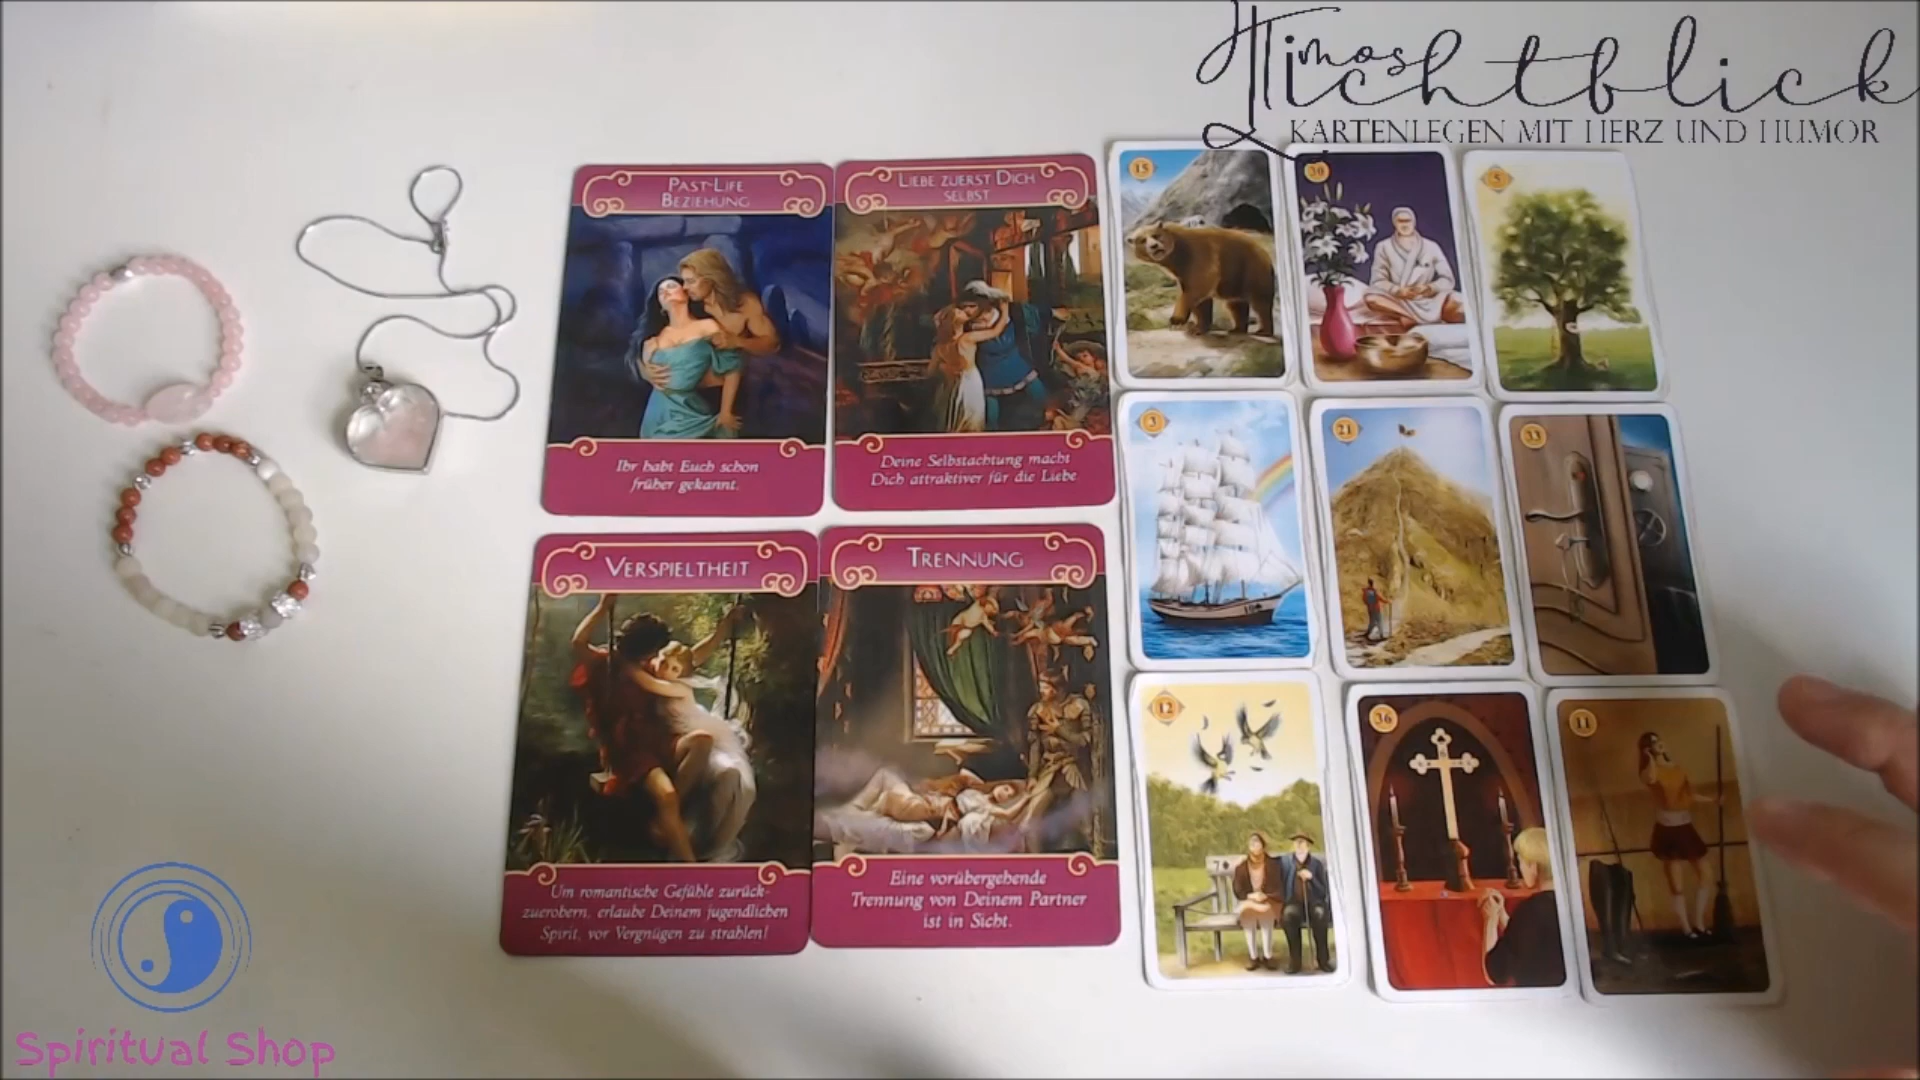 Timos
Lichtblick
KARTENLEGEN MIT HERZ UND HUMOR
PAST-LIFE
BEZIEHUNG
Ihr habt Euch schon
früher gekannt.
LIEBE ZUERST DICH
SELBST
Deine Selbstachtung macht
Dich attraktiver für die Liebe
VERSPIELTHEIT
Um romantische Gefühle zurück-
zuerobern, erlaube Deinem jugendlichen
Spirit, vor Vergnügen zu strahlen!
TRENNUNG
Eine vorübergehende
Trennung von Deinem Partner
ist in Sicht.
15
30
5
3
21
33
12
36
11
Spiritual Shop